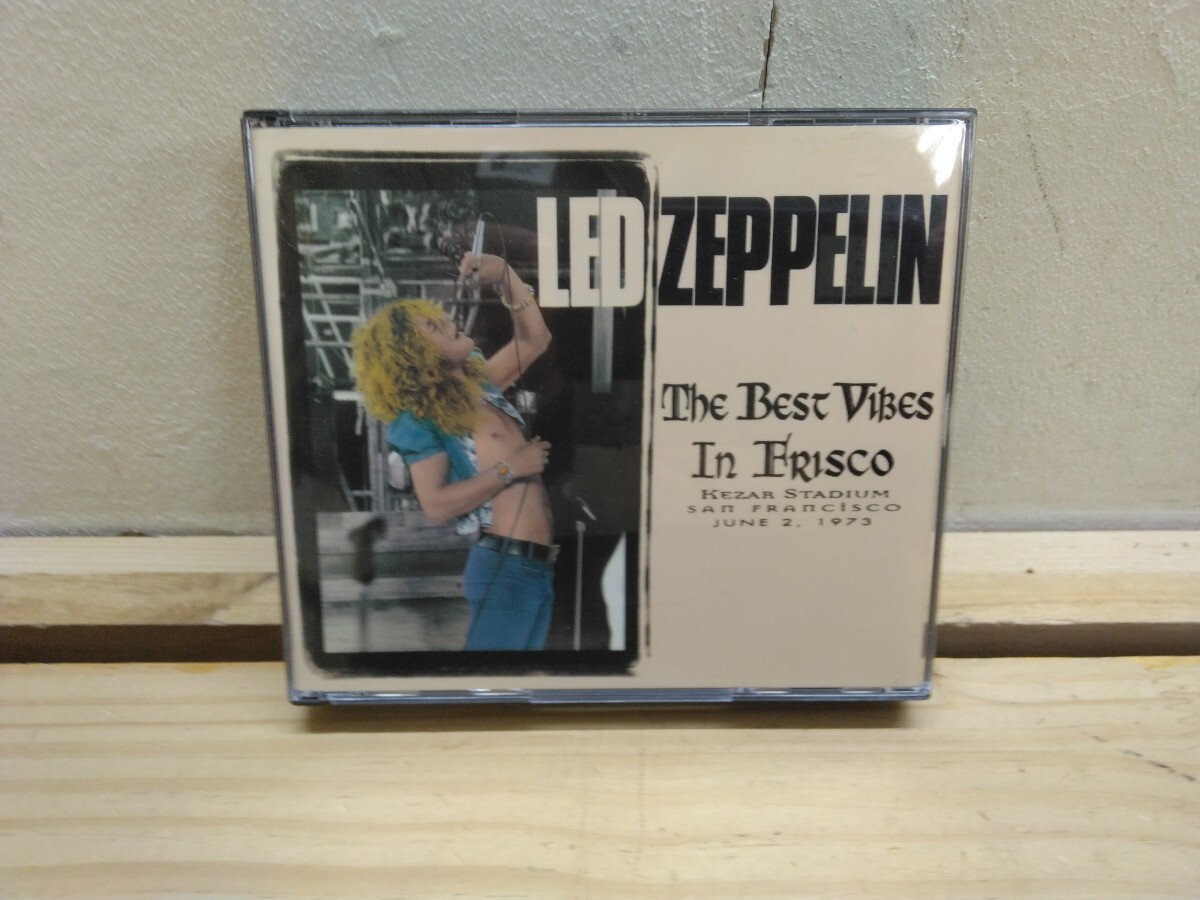 LED ZEPPELIN
The Best Vibes
In Frisco
KEZAR STADIUM
SAN FRANCISCO
JUNE 2, 1973